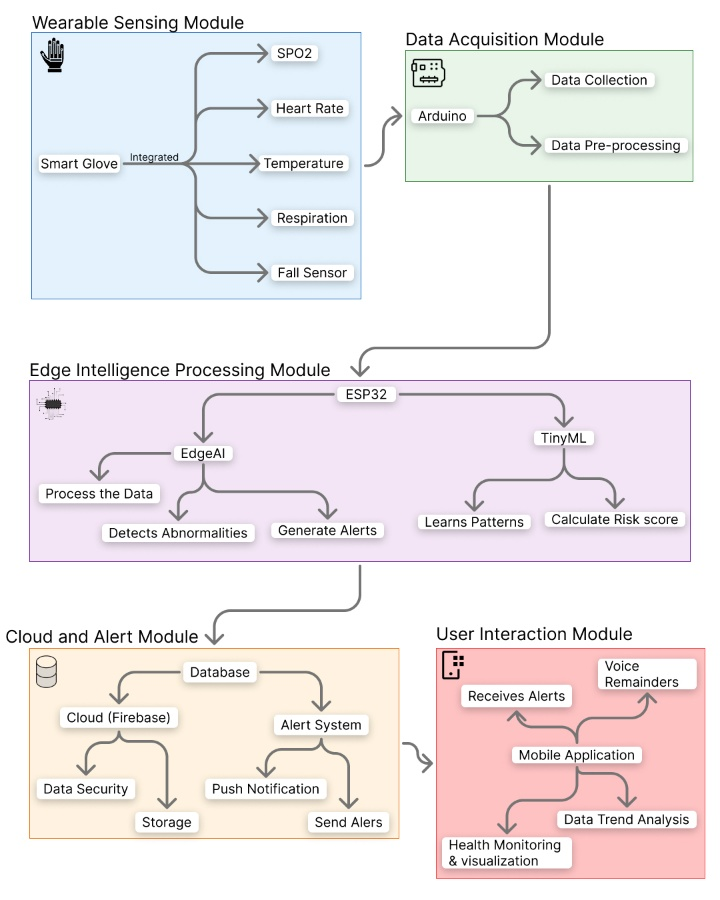 Wearable Sensing Module
SPO2
Heart Rate
Smart Glove
Integrated
Temperature
Respiration
Fall Sensor
Data Acquisition Module
Data Collection
Arduino
Data Pre-processing
Edge Intelligence Processing Module
ESP32
EdgeAI
TinyML
Process the Data
Detects Abnormalities
Generate Alerts
Learns Patterns
Calculate Risk score
Cloud and Alert Module
Database
Cloud (Firebase)
Alert System
Data Security
Push Notification
Storage
Send Alers
User Interaction Module
Voice
Remainders
Receives Alerts
Mobile Application
Data Trend Analysis
Health Monitoring
& visualization